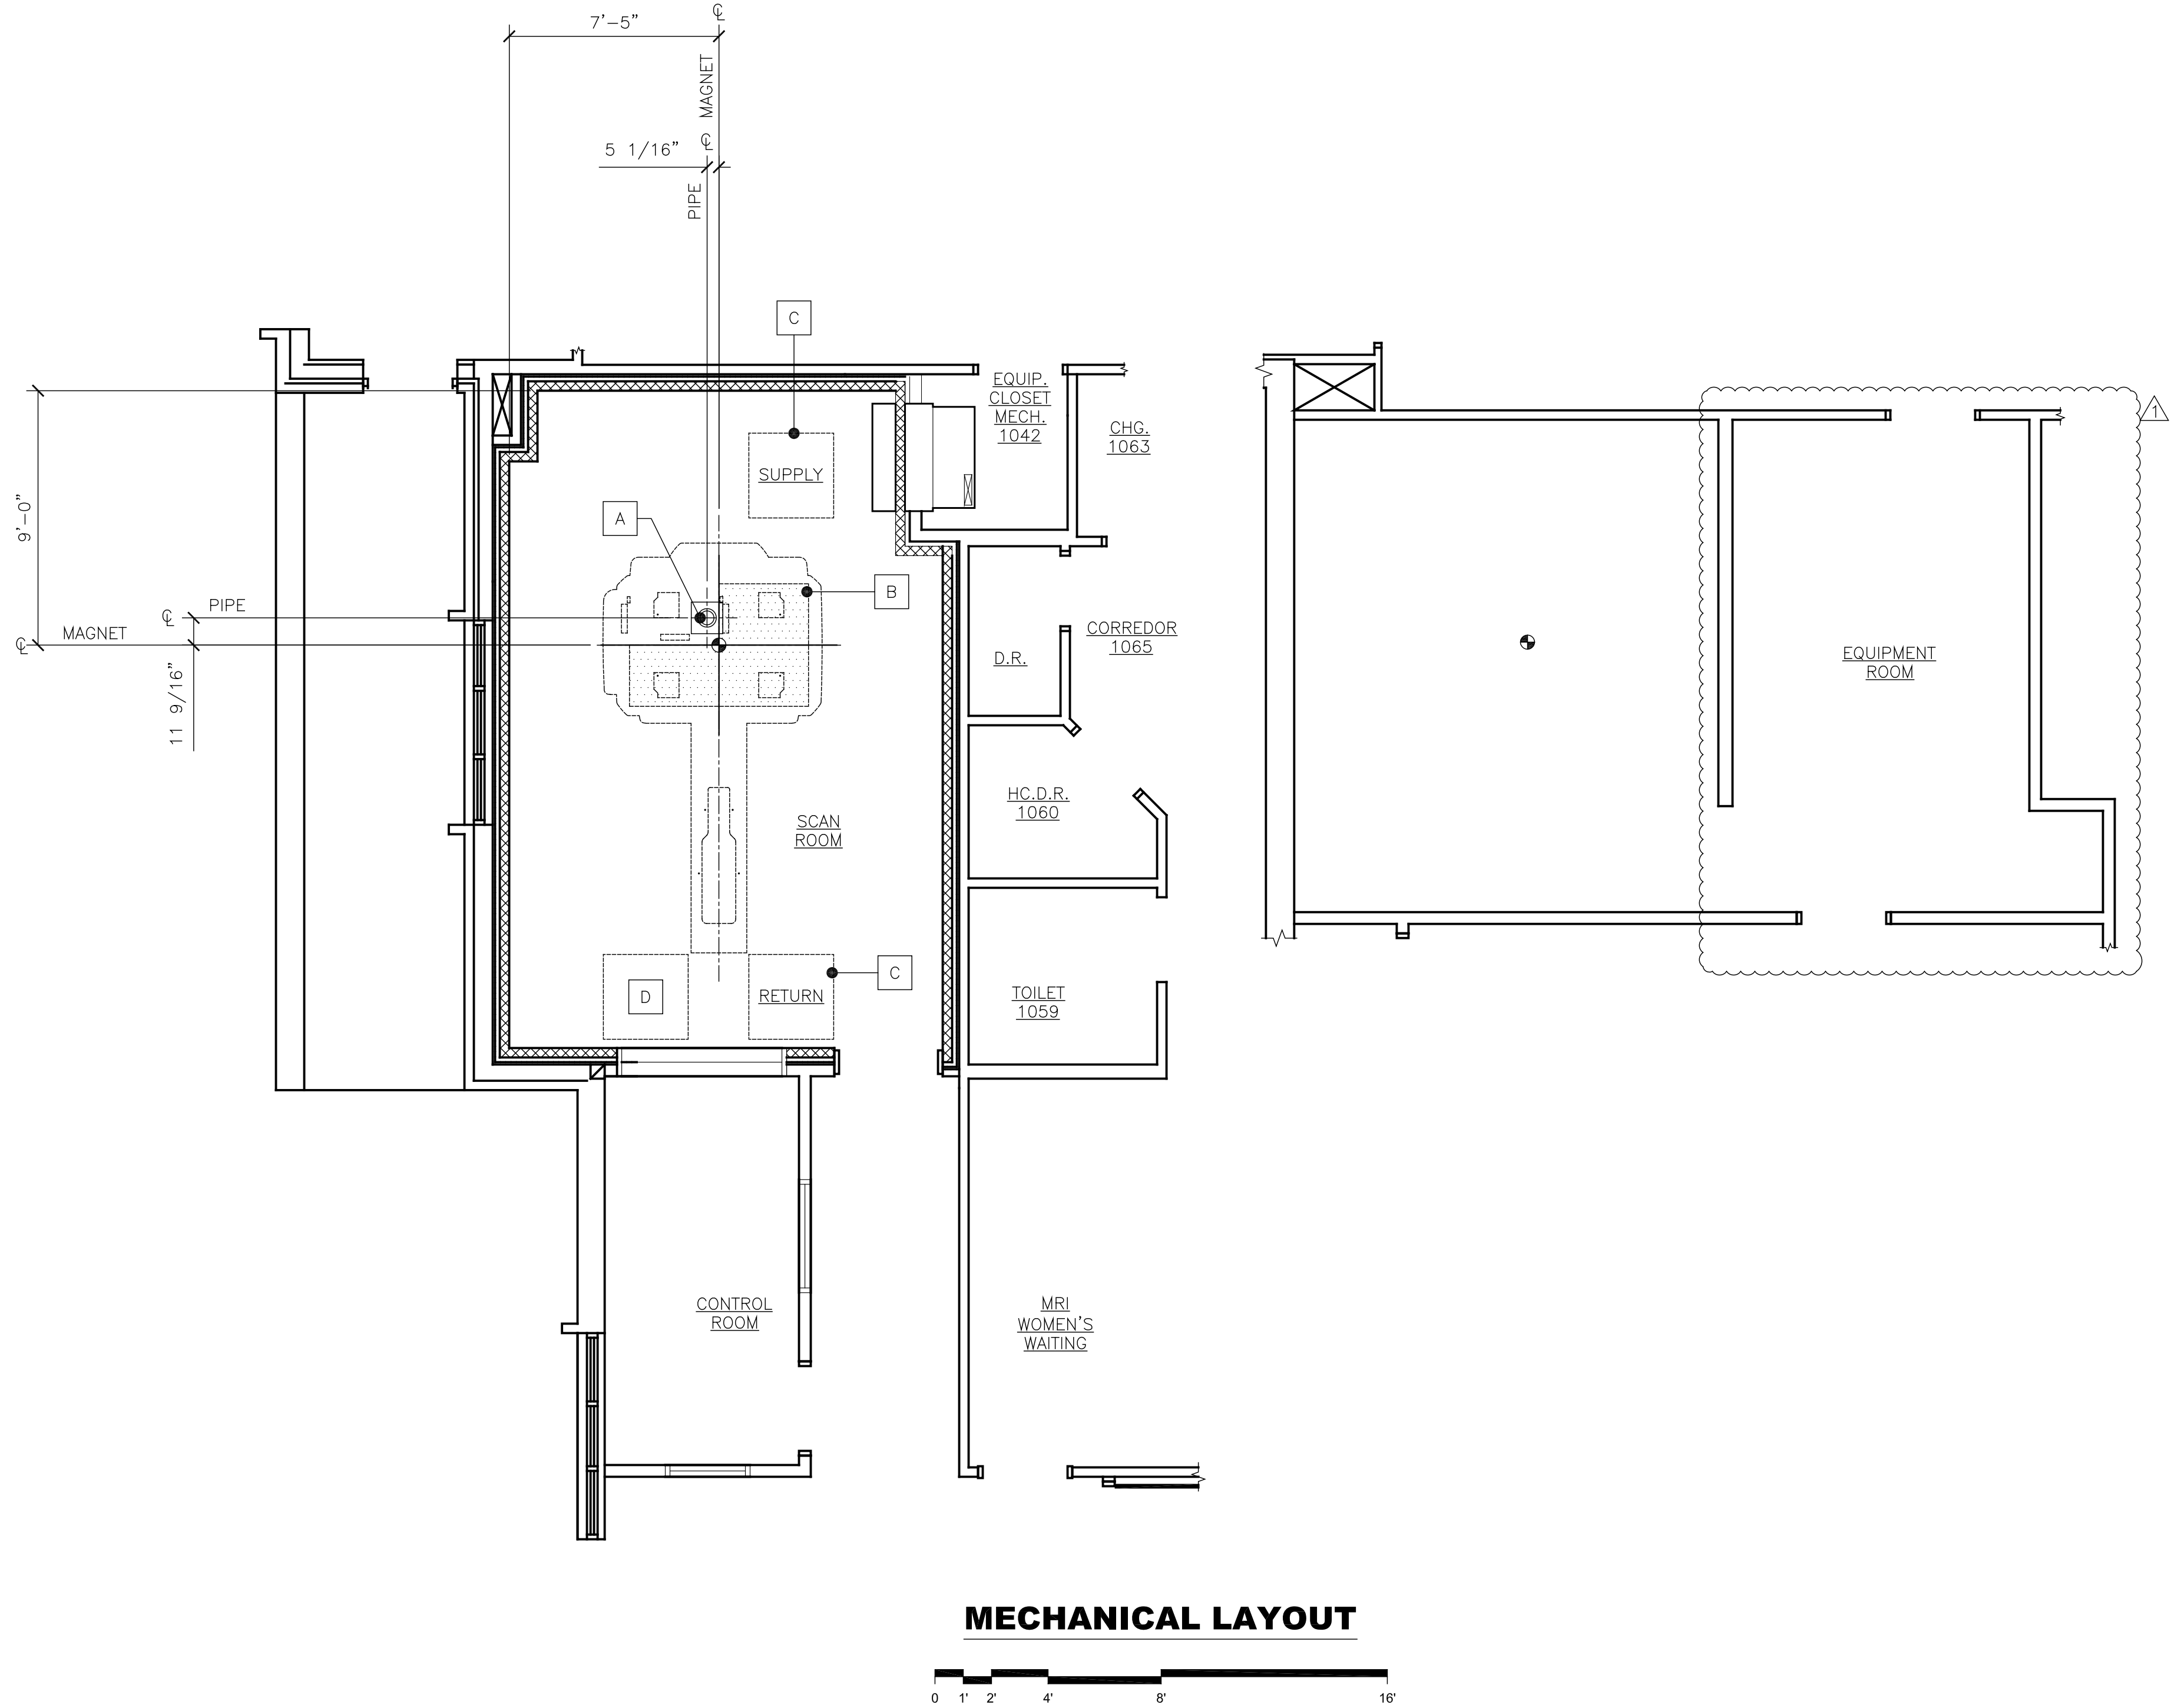 ℄
7'-5"
MAGNET
℄
5 1/16"
PIPE
C
EQUIP.
CLOSET
MECH.
1042
CHG.
1063
1
SUPPLY
9'-0"
A
B
℄ PIPE
℄ MAGNET
11 9/16"
CORREDOR
1065
D.R.
EQUIPMENT
ROOM
HC.D.R.
1060
SCAN
ROOM
C
D
RETURN
TOILET
1059
CONTROL
ROOM
MRI
WOMEN'S
WAITING
MECHANICAL LAYOUT
0 1' 2' 4' 8' 16'